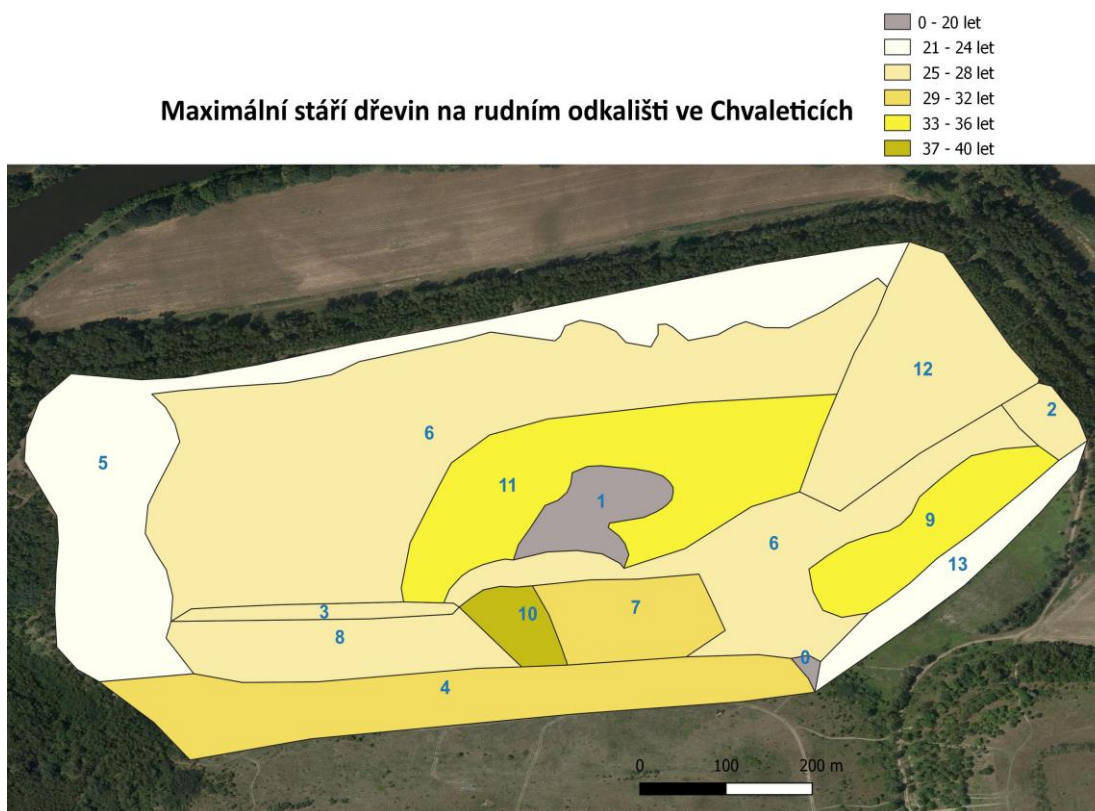 0 - 20 let
21 - 24 let
25 - 28 let
29 - 32 let
33 - 36 let
37 - 40 let
Maximální stáří dřevin na rudním odkališti ve Chvaleticích
12
2
6
5
11
1
9
6
13
3
10
7
8
0
4
0 100 200 m